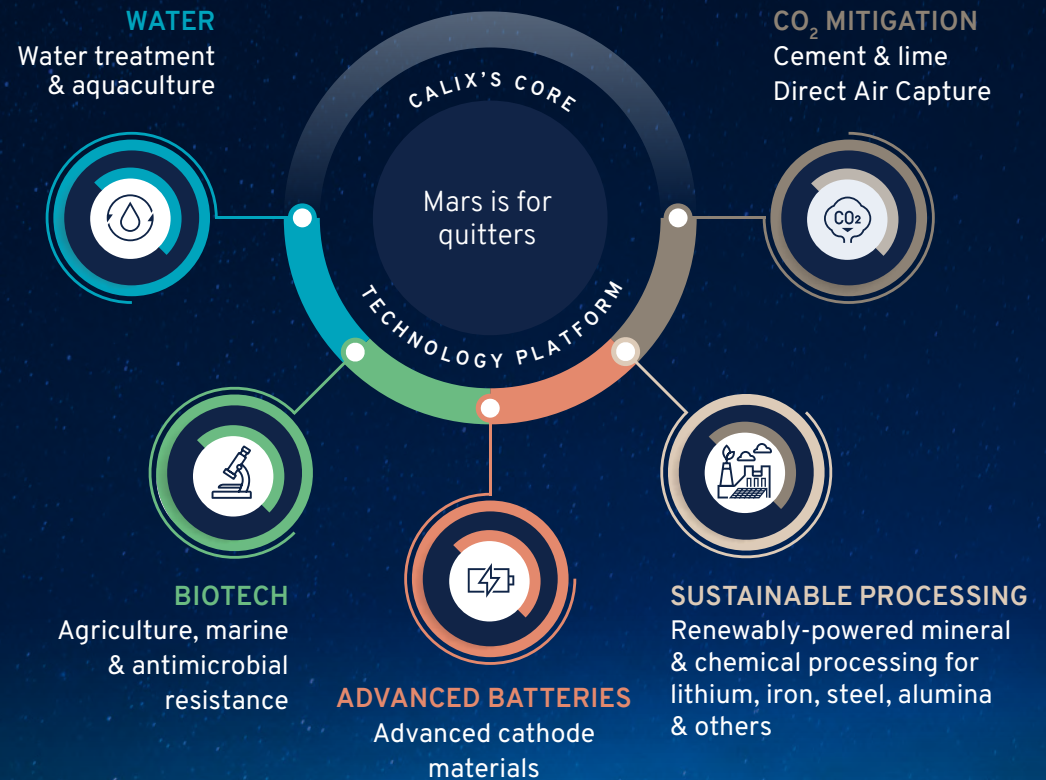 WATER
Water treatment
& aquaculture
CO₂ MITIGATION
Cement & lime
Direct Air Capture
CALIX'S CORE
Mars is for
quitters
TECHNOLOGY PLATFORM
CO₂
BIOTECH
Agriculture, marine
& antimicrobial
resistance
ADVANCED BATTERIES
Advanced cathode
materials
SUSTAINABLE PROCESSING
Renewably-powered mineral
& chemical processing for
lithium, iron, steel, alumina
& others